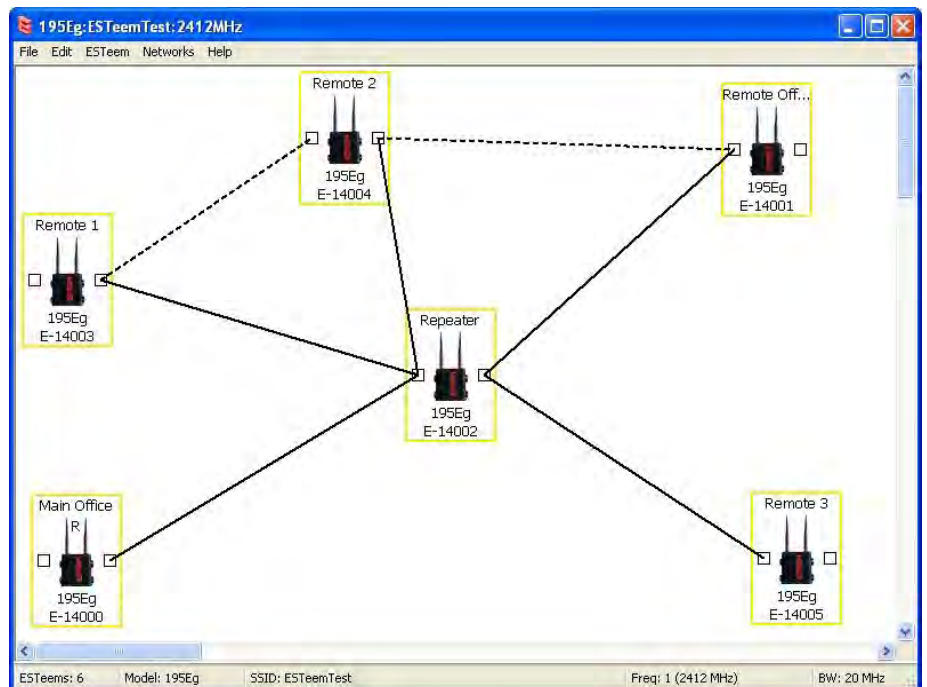 195Eg:ESTeemTest:2412MHz
File Edit ESTeem Networks Help
Remote 2
195Eg
E-14004
Remote Off...
195Eg
E-14001
Remote 1
195Eg
E-14003
Repeater
195Eg
E-14002
Main Office
R
195Eg
E-14000
Remote 3
195Eg
E-14005
ESTeems: 6 Model: 195Eg SSID: ESTeemTest Freq: 1 (2412 MHz) BW: 20 MHz